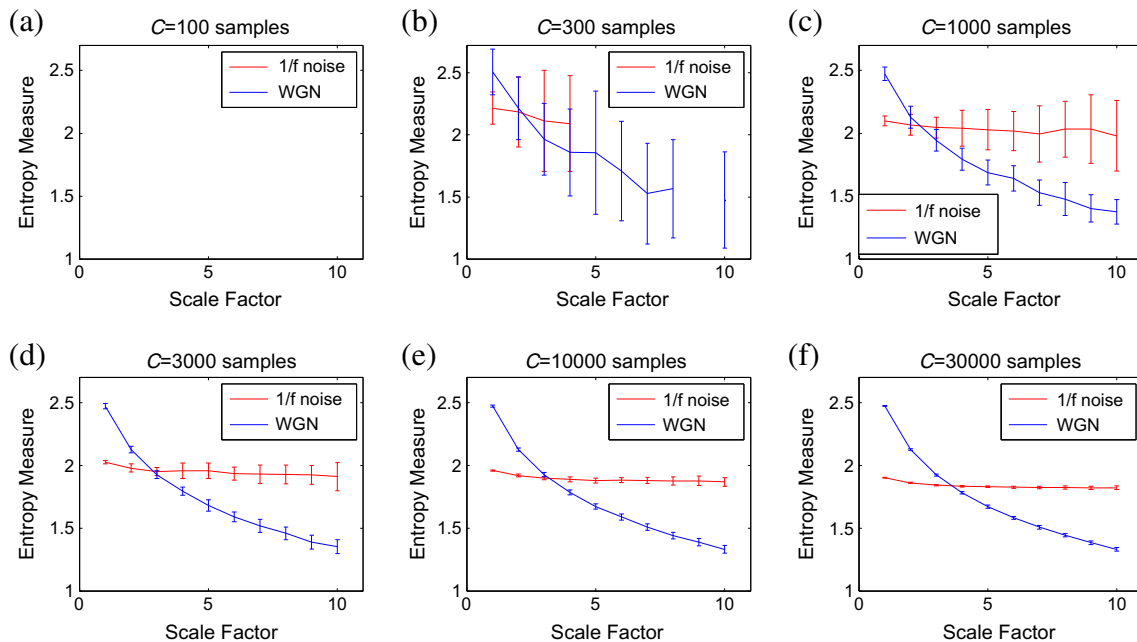 (a)
C=100 samples
Entropy Measure
2.5
2
1.5
1
0
5
10
Scale Factor
1/f noise
WGN
(b)
C=300 samples
Entropy Measure
2.5
2
1.5
1
0
5
10
Scale Factor
1/f noise
WGN
(c)
C=1000 samples
Entropy Measure
2.5
2
1.5
1
0
5
10
Scale Factor
1/f noise
WGN
(d)
C=3000 samples
Entropy Measure
2.5
2
1.5
1
0
5
10
Scale Factor
1/f noise
WGN
(e)
C=10000 samples
Entropy Measure
2.5
2
1.5
1
0
5
10
Scale Factor
1/f noise
WGN
(f)
C=30000 samples
Entropy Measure
2.5
2
1.5
1
0
5
10
Scale Factor
1/f noise
WGN